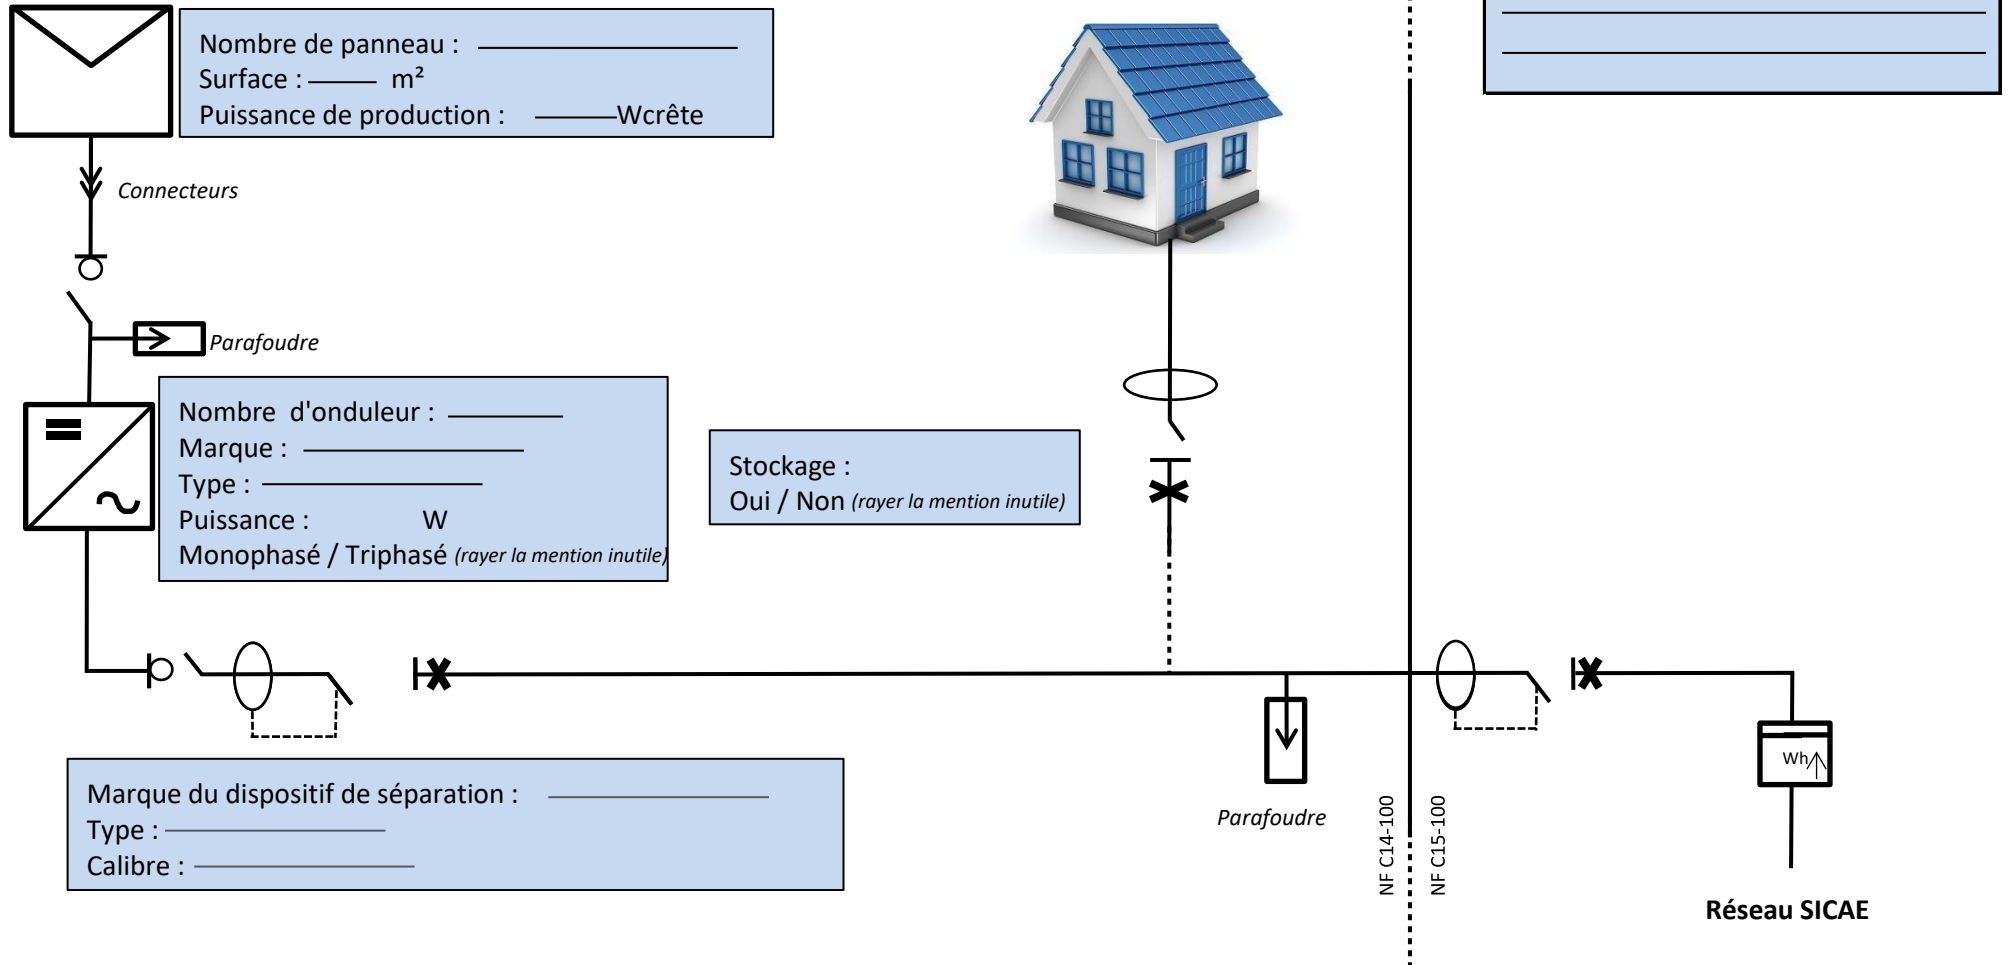 Nombre de panneau :
Surface : m²
Puissance de production : Wcrête
Connecteurs
Parafoudre
Nombre d'onduleur :
Marque :
Type :
Puissance : W
Monophasé / Triphasé (rayer la mention inutile)
Stockage :
Oui / Non (rayer la mention inutile)
Marque du dispositif de séparation :
Type :
Calibre :
Parafoudre
NF C14-100
NF C15-100
Wh
Réseau SICAE